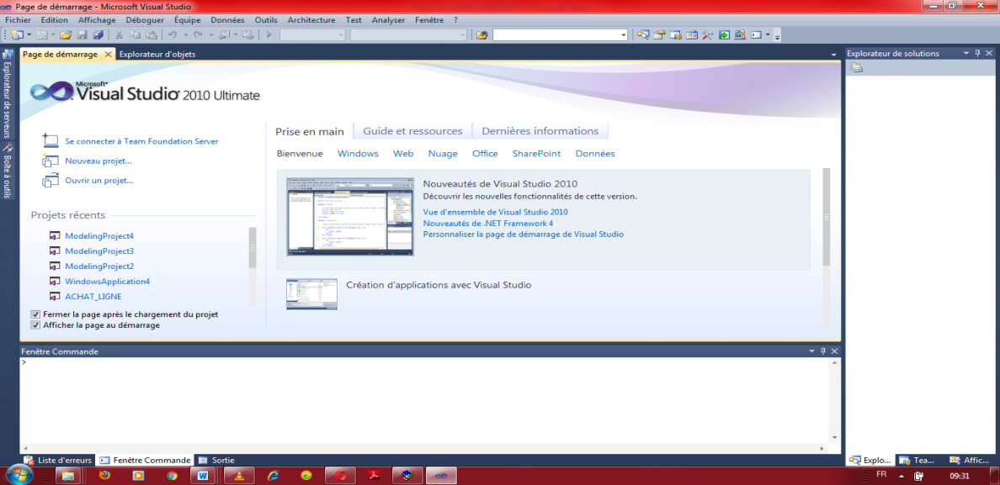 Page de démarrage - Microsoft Visual Studio
Fichier Edition Affichage Déboguer Équipe Données Outils Architecture Test Analyser Fenêtre ?
Explorateur de serveurs
Boîte à outils
Page de démarrage Explorateur d'objets
Explorateur de solutions
Microsoft
Visual Studio 2010 Ultimate
Se connecter à Team Foundation Server
Nouveau projet...
Ouvrir un projet...
Projets récents
ModelingProject4
ModelingProject3
ModelingProject2
WindowsApplication4
ACHAT_LIGNE
Fermer la page après le chargement du projet
Afficher la page au démarrage
Prise en main Guide et ressources Dernières informations
Bienvenue Windows Web Nuage Office SharePoint Données
Nouveautés de Visual Studio 2010
Découvrir les nouvelles fonctionnalités de cette version.
Vue d'ensemble de Visual Studio 2010
Nouveautés de .NET Framework 4
Personnaliser la page de démarrage de Visual Studio
Création d'applications avec Visual Studio
Fenêtre Commande
>
Liste d'erreurs Fenêtre Commande Sortie
Explo... Tea... Affic...
FR 09:31